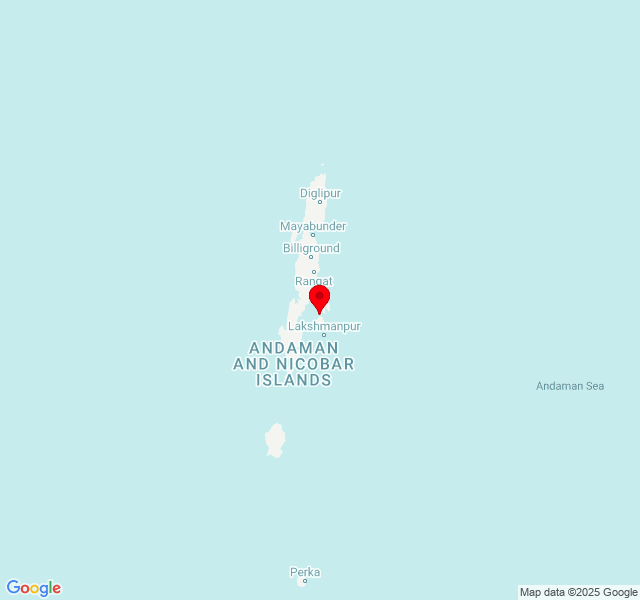 Diglipur
Mayabunder
Billiground
Rangat
Lakshmanpur
ANDAMAN
AND NICOBAR
ISLANDS
Andaman Sea
Perka
Google
Map data ©2025 Google